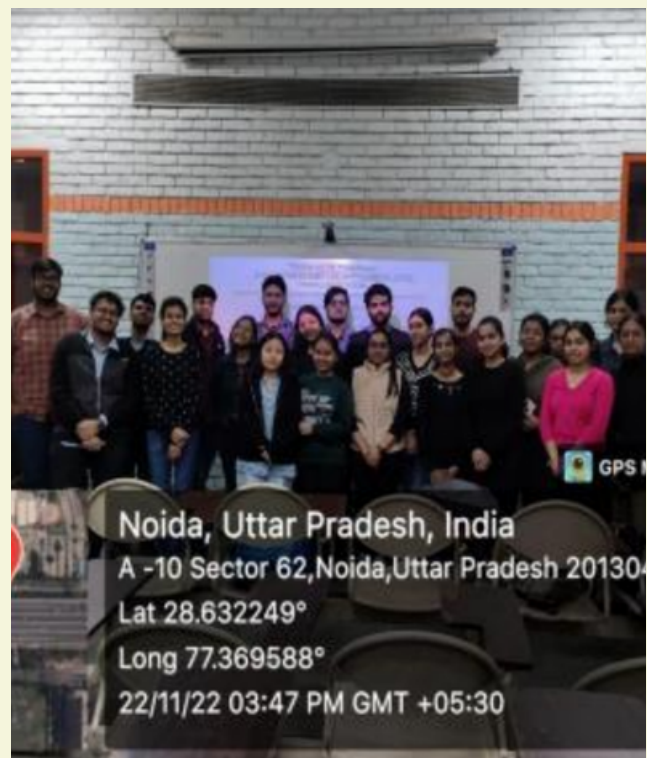 GPS M
Noida, Uttar Pradesh, India
A -10 Sector 62,Noida,Uttar Pradesh 201304
Lat 28.632249°
Long 77.369588°
22/11/22 03:47 PM GMT +05:30